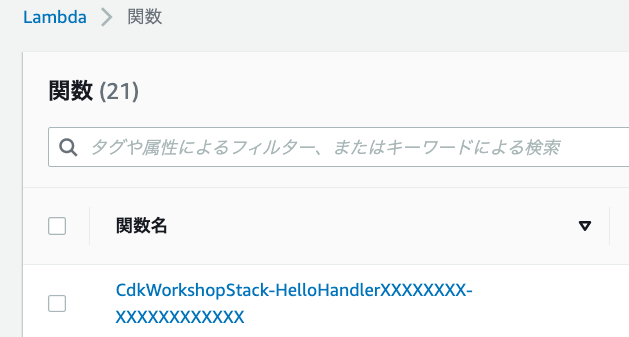 Lambda > 関数
関数 (21)
タグや属性によるフィルター、またはキーワードによる検索
関数名
CdkWorkshopStack-HelloHandlerXXXXXXXX-
XXXXXXXXXXXX